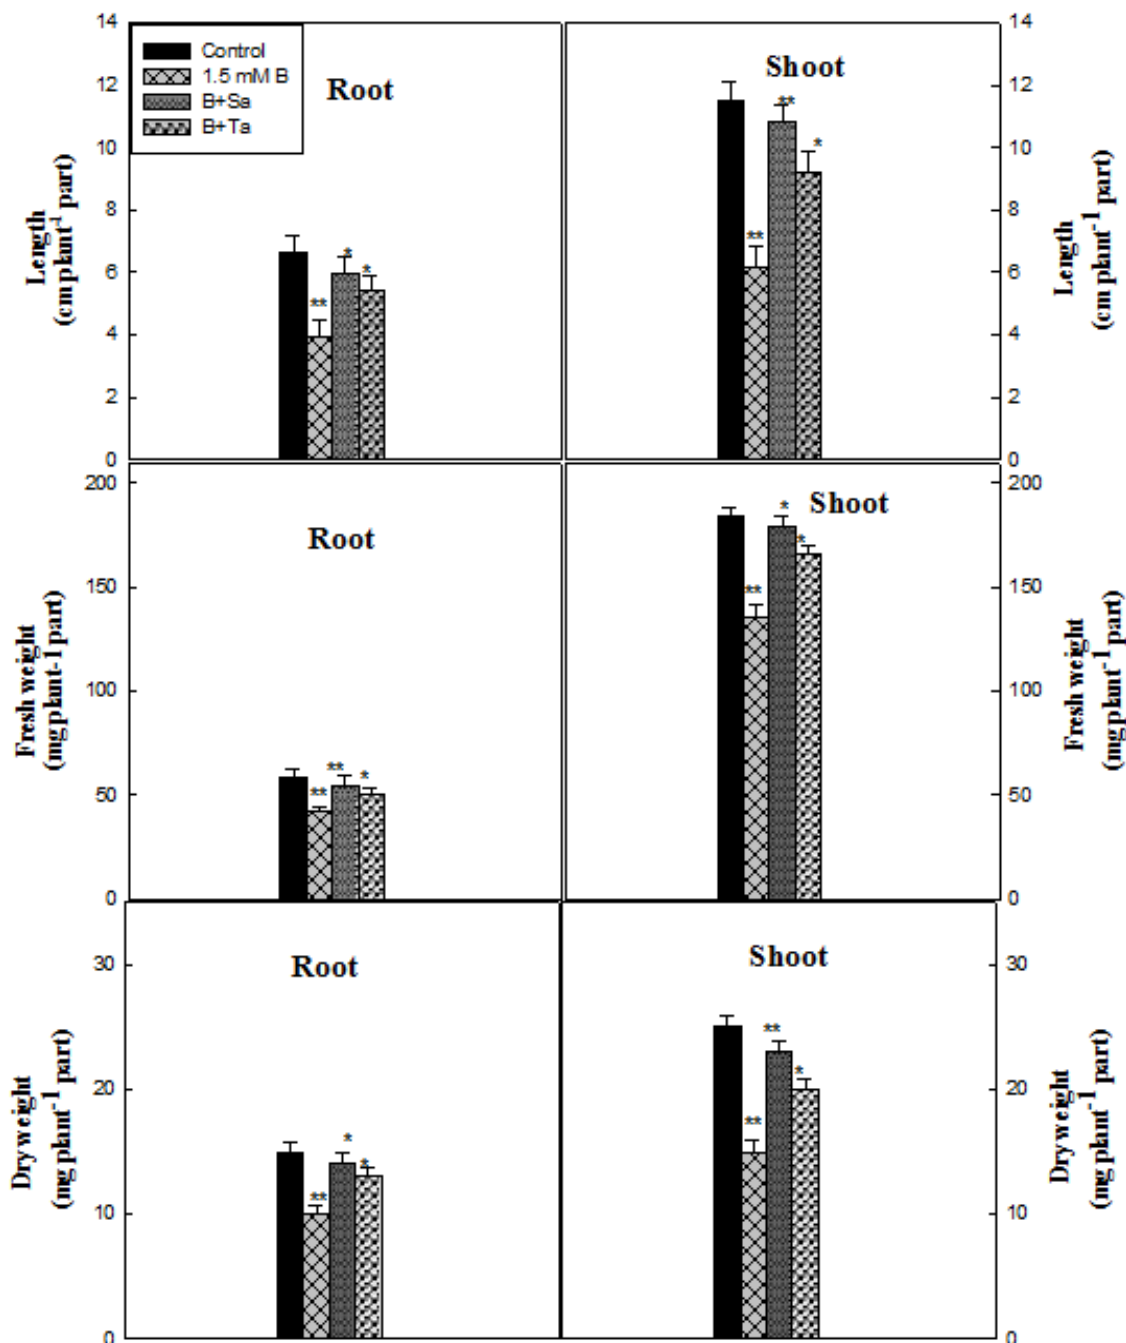 14
12
10
8
6
4
2
0
Length
(cm plant-1 part)
Control
1.5 mM B
B+Sa
B+Ta
Root
**
*
*
Shoot
**
**
*
14
12
10
8
6
4
2
0
Length
(cm plant-1 part)
200
150
100
50
0
Fresh weight
(mg plant-1 part)
Root
**
**
*
Shoot
**
*
*
200
150
100
50
0
Fresh weight
(mg plant-1 part)
30
20
10
0
Dry weight
(mg plant-1 part)
Root
**
*
*
Shoot
**
**
*
30
20
10
0
Dry weight
(mg plant-1 part)